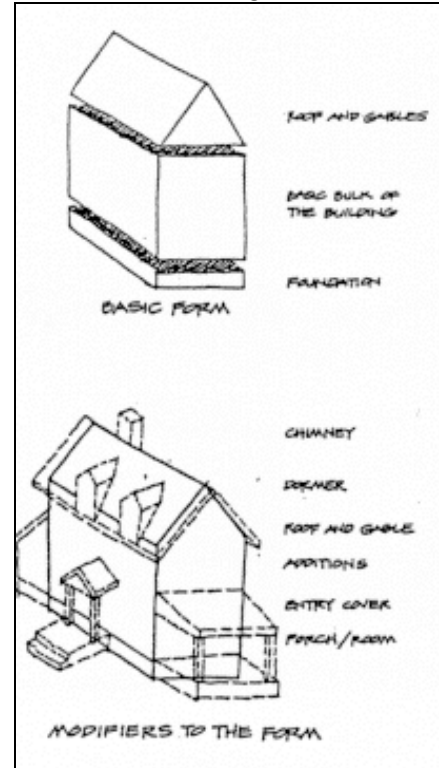 ROOF AND GABLES
BASIC BULK OF
THE BUILDING
FOUNDATION
BASIC FORM
CHIMNEY
DORMER
ROOF AND GABLE
ADDITIONS
ENTRY COVER
PORCH/ROOM
MODIFIERS TO THE FORM